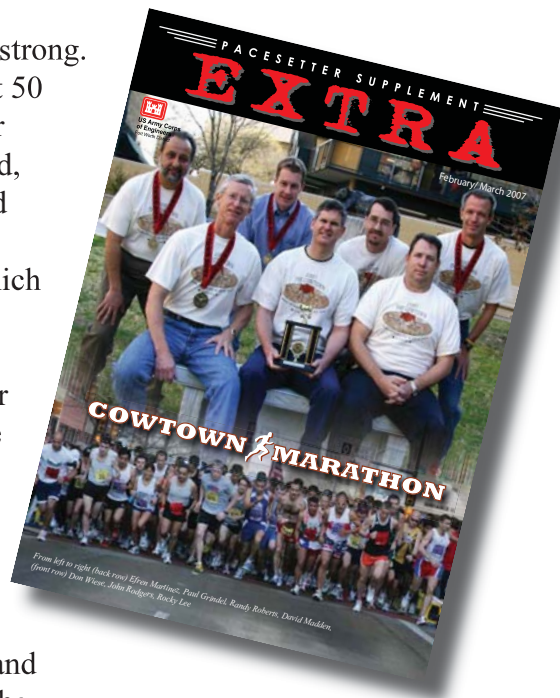 strong.
50
d,
ich
and
PACESETTER SUPPLEMENT
EXTRA
US Army Corps
of Engineers
February/March 2007
COWTOWN MARATHON
From left to right (back row) Efren Martinez, Paul Grindel, Randy Roberts, David Madden,
(front row) Don Wiese, John Rodgers, Rocky Lee